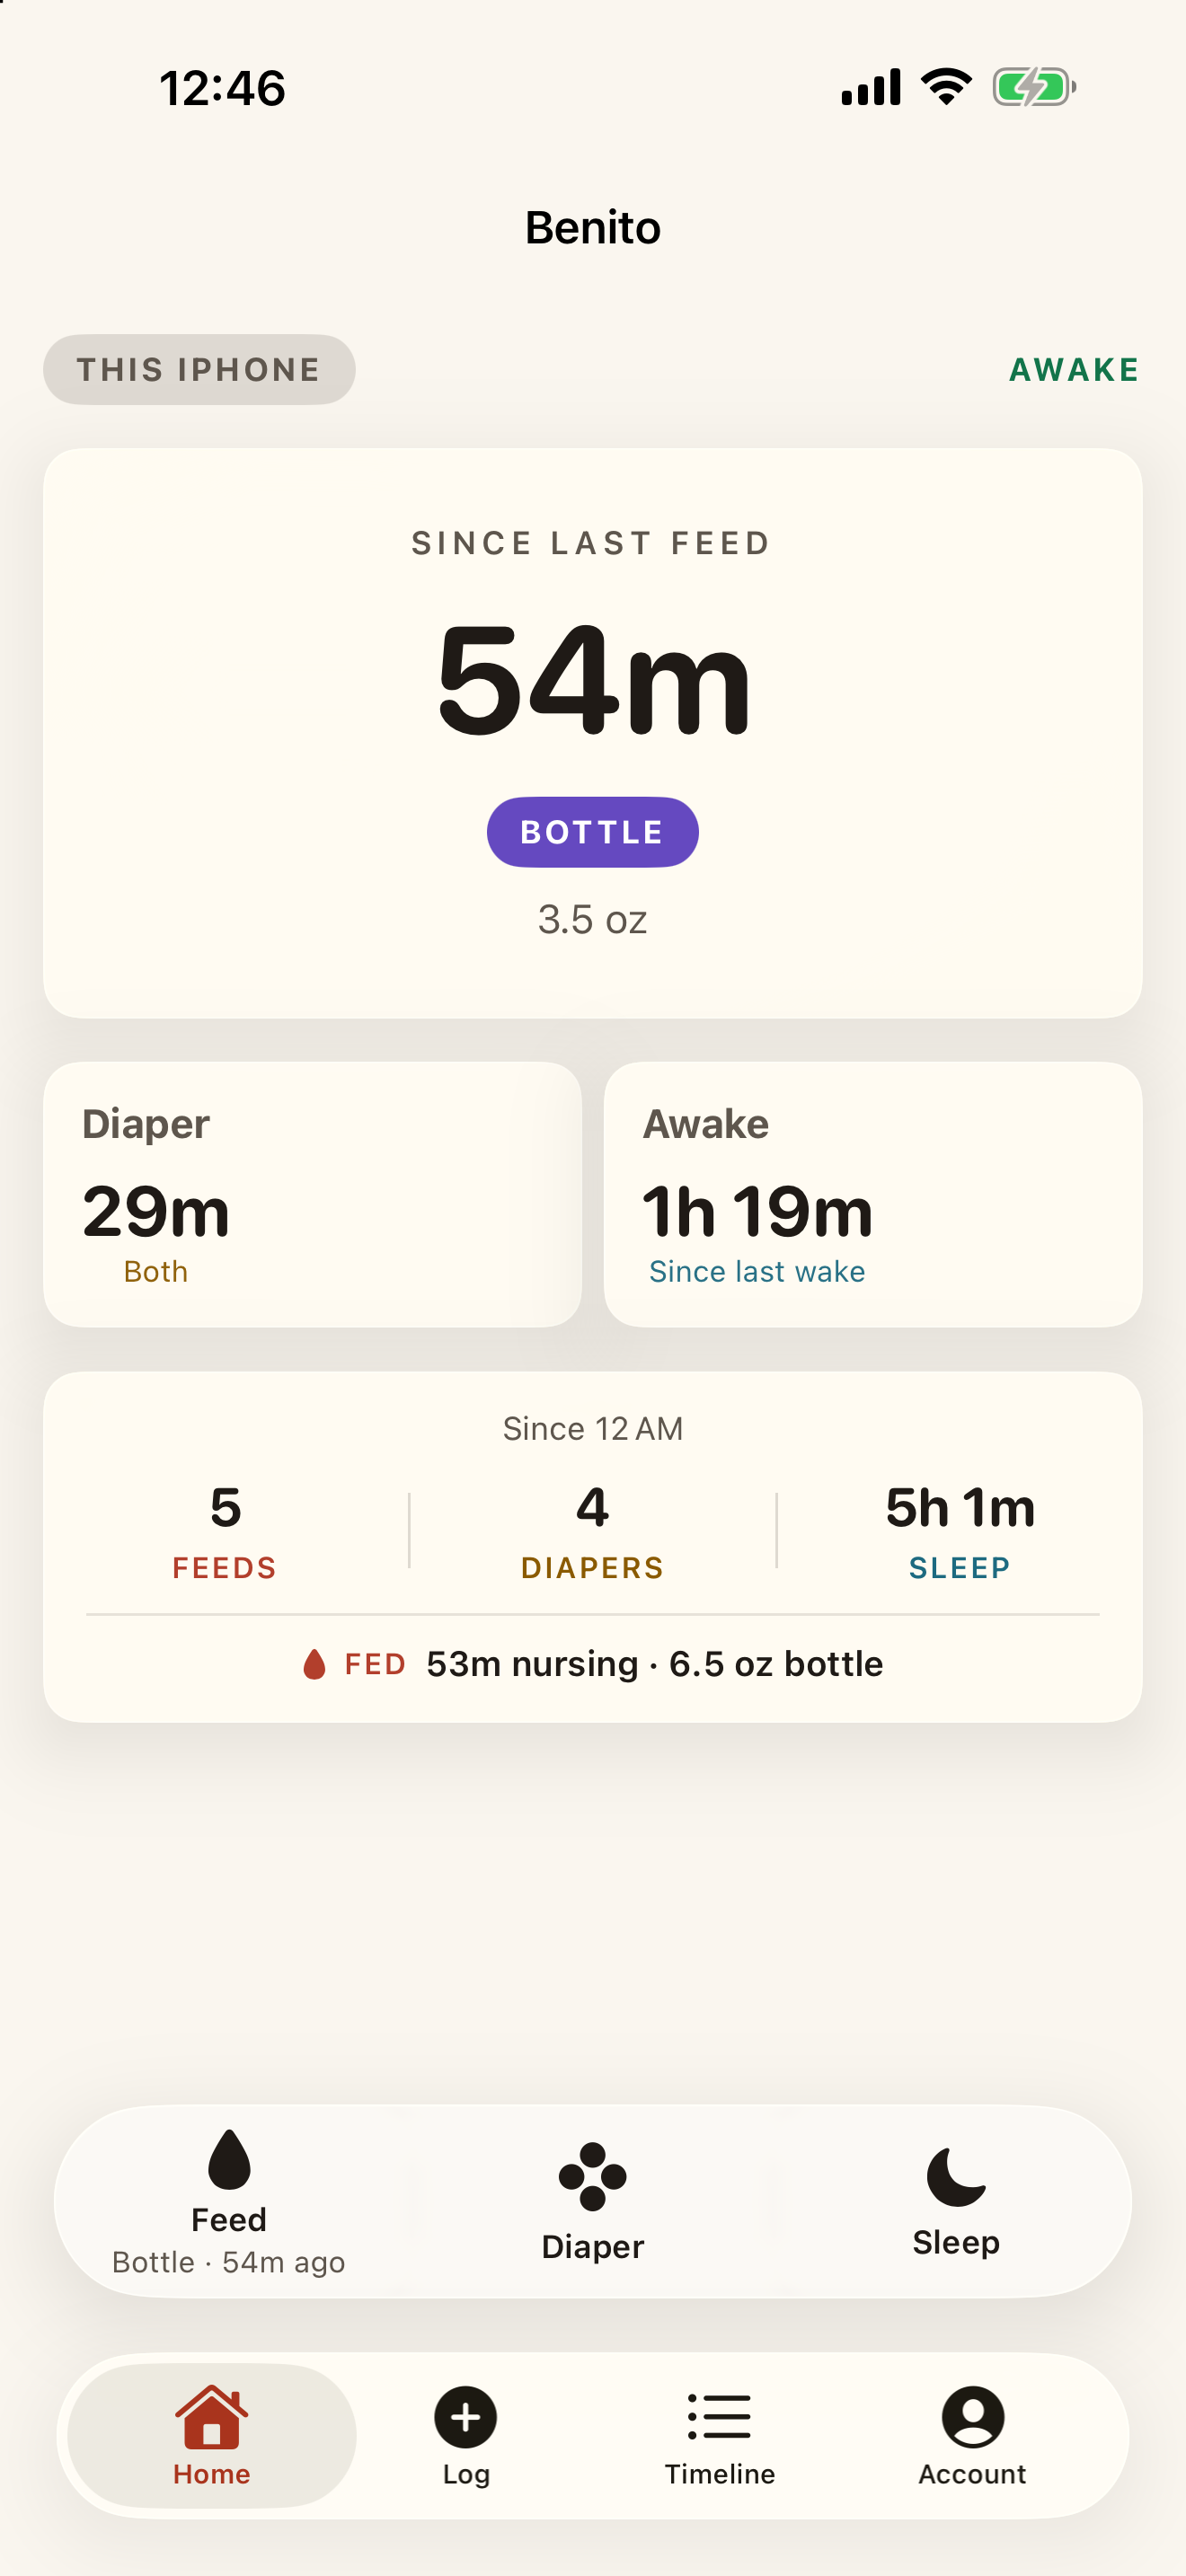 12:46
Benito
THIS IPHONE
AWAKE
SINCE LAST FEED
54m
BOTTLE
3.5 oz
Diaper
29m
Both
Awake
1h 19m
Since last wake
Since 12 AM
5
FEEDS
4
DIAPERS
5h 1m
SLEEP
FED 53m nursing · 6.5 oz bottle
Feed
Bottle · 54m ago
Diaper
Sleep
Home
Log
Timeline
Account